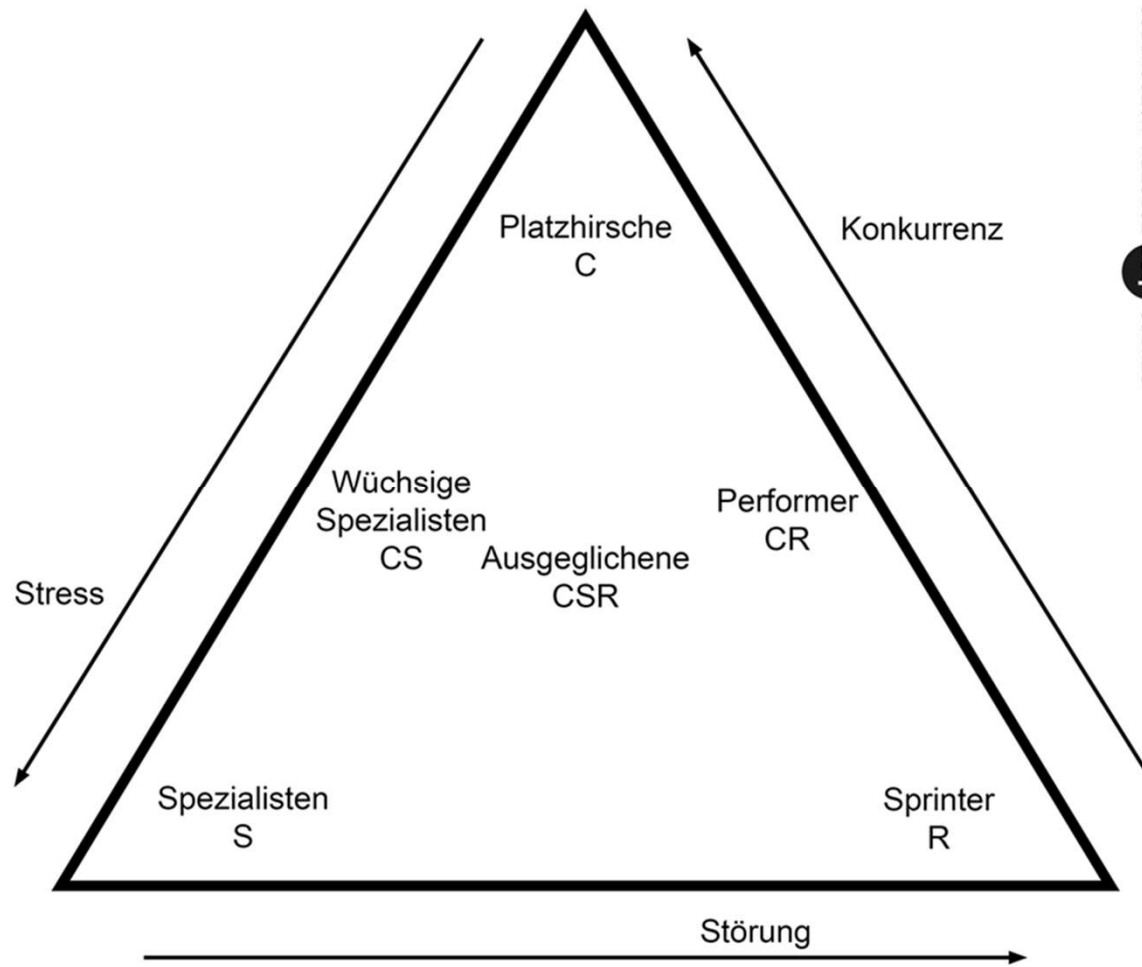 Platzhirsche
C
Konkurrenz
Wüchsige
Spezialisten
CS
Ausgeglichene
CSR
Performer
CR
Stress
Spezialisten
S
Sprinter
R
Störung